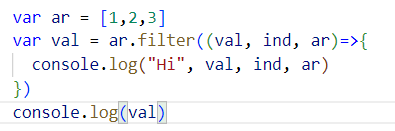 var ar = [1,2,3]
var val = ar.filter((val, ind, ar)=>{
  console.log("Hi", val, ind, ar)
})
console.log(val)